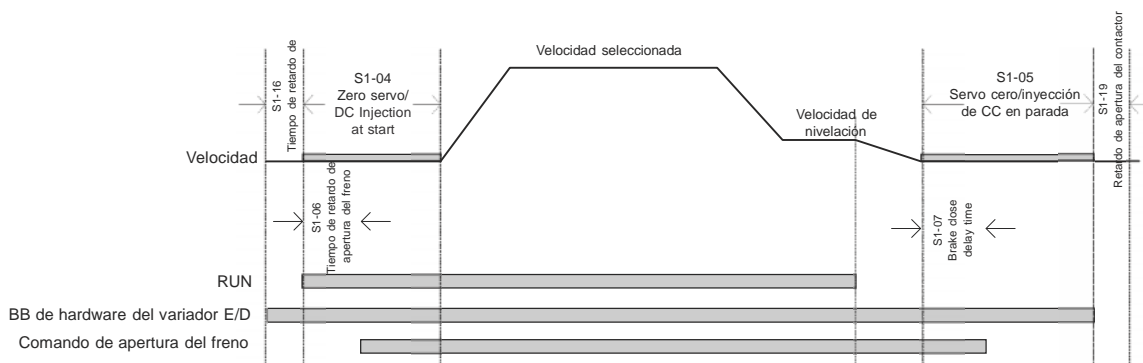 S1-16
Tiempo de retardo de
S1-04
Zero servo/
DC Injection
at start
Velocidad seleccionada
Velocidad de
nivelación
S1-05
Servo cero/inyección
de CC en parada
S1-19
Retardo de apertura del contactor
Velocidad
S1-06
Tiempo de retardo de
apertura del freno
S1-07
Brake close
delay time
RUN
BB de hardware del variador E/D
Comando de apertura del freno